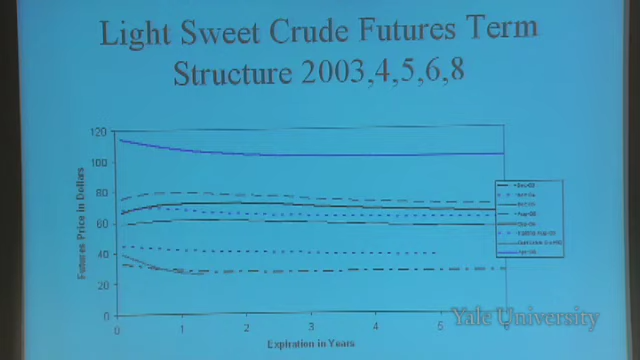 Light Sweet Crude Futures Term
Structure 2003,4,5,6,8
120
100
80
60
40
20
0
Futures Price in Dollars
0
1
2
3
4
5
Expiration in Years
Yale University